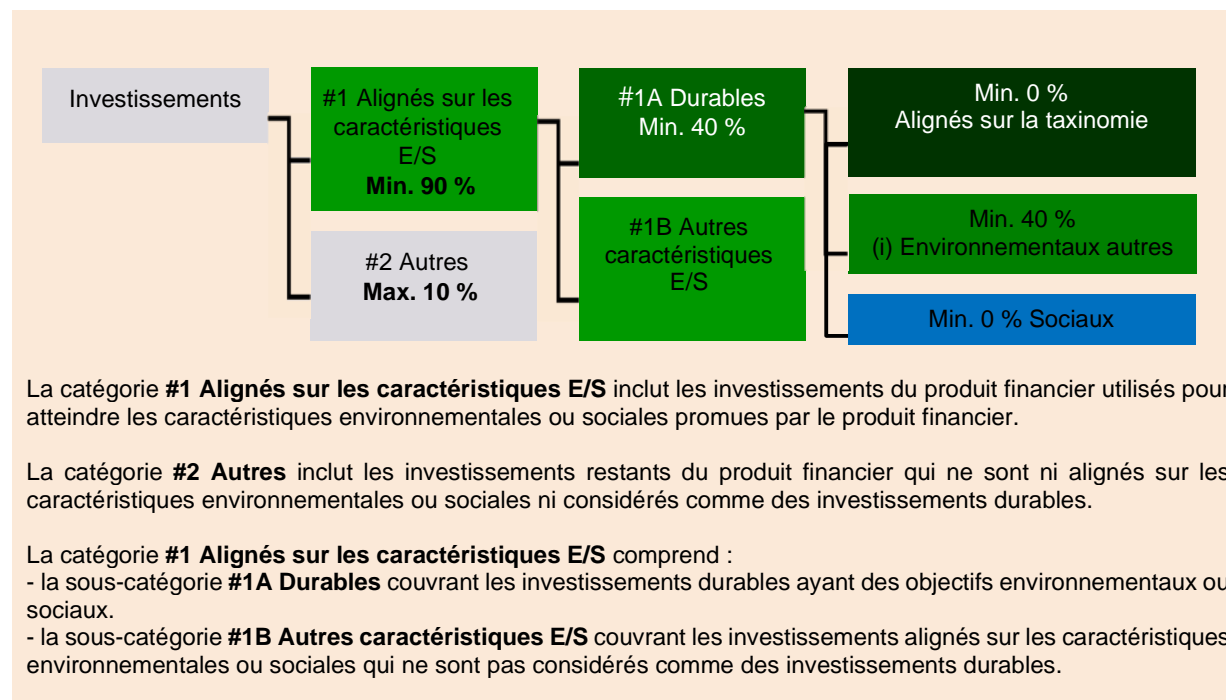 Investissements
#1 Alignés sur les
caractéristiques
E/S
Min. 90 %
#2 Autres
Max. 10 %
#1A Durables
Min. 40 %
#1B Autres
caractéristiques
E/S
Min. 0 %
Alignés sur la taxinomie
Min. 40 %
(i) Environnementaux autres
Min. 0 % Sociaux
La catégorie #1 Alignés sur les caractéristiques E/S inclut les investissements du produit financier utilisés pour
atteindre les caractéristiques environnementales ou sociales promues par le produit financier.
La catégorie #2 Autres inclut les investissements restants du produit financier qui ne sont ni alignés sur les
caractéristiques environnementales ou sociales ni considérés comme des investissements durables.
La catégorie #1 Alignés sur les caractéristiques E/S comprend :
- la sous-catégorie #1A Durables couvrant les investissements durables ayant des objectifs environnementaux ou
sociaux.
- la sous-catégorie #1B Autres caractéristiques E/S couvrant les investissements alignés sur les caractéristiques
environnementales ou sociales qui ne sont pas considérés comme des investissements durables.